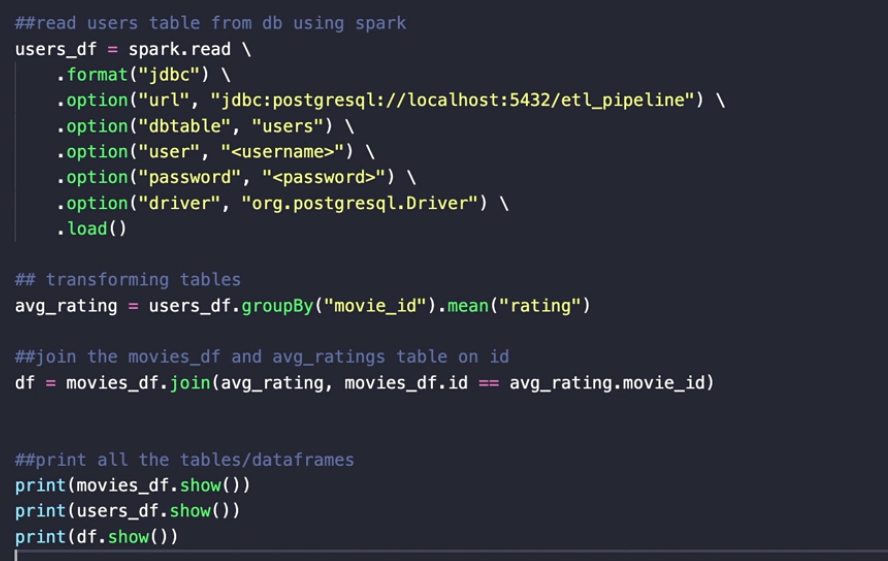 ##read users table from db using spark
users_df = spark.read \
    .format("jdbc") \
    .option("url", "jdbc:postgresql://localhost:5432/etl_pipeline") \
    .option("dbtable", "users") \
    .option("user", "<username>") \
    .option("password", "<password>") \
    .option("driver", "org.postgresql.Driver") \
    .load()

## transforming tables
avg_rating = users_df.groupBy("movie_id").mean("rating")

##join the movies_df and avg_ratings table on id
df = movies_df.join(avg_rating, movies_df.id == avg_rating.movie_id)


##print all the tables/dataframes
print(movies_df.show())
print(users_df.show())
print(df.show())